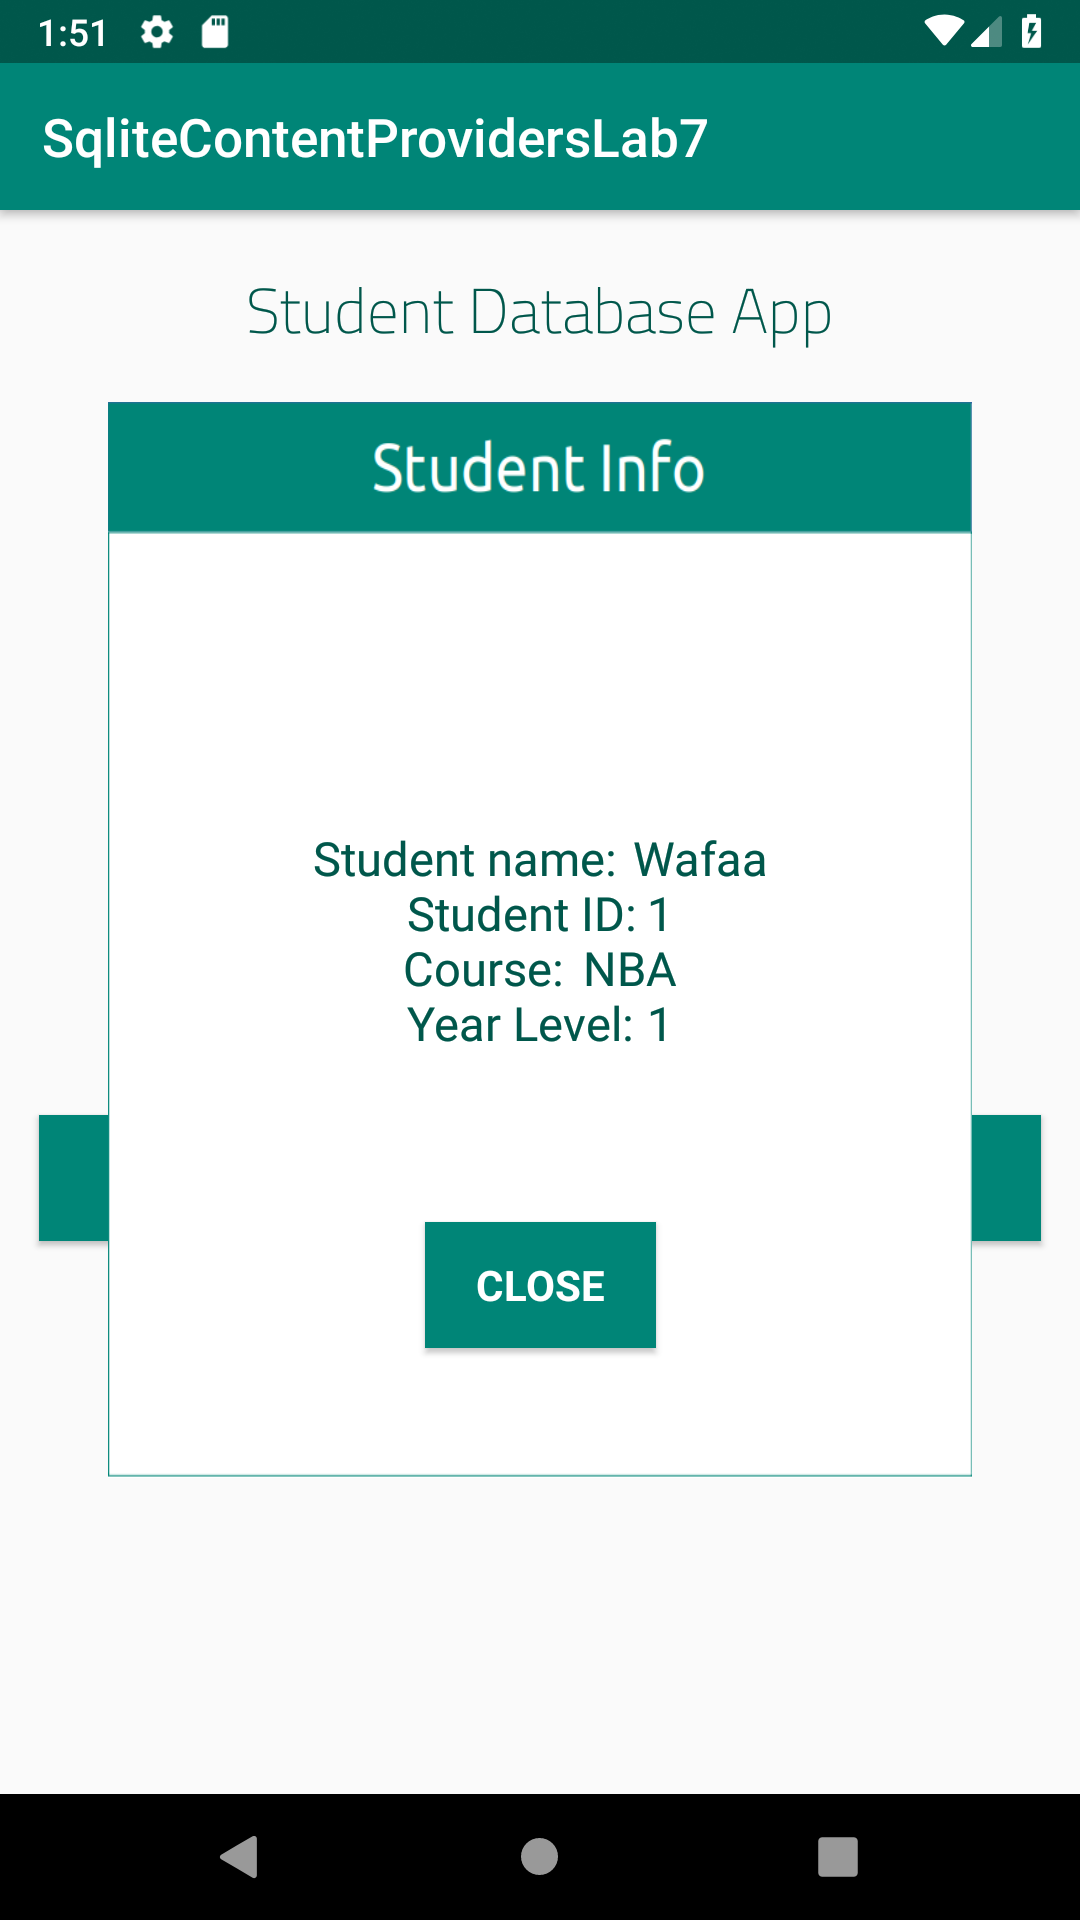 1:51
SqliteContentProvidersLab7
Student Database App
Student Info
Student name: Wafaa
Student ID: 1
Course: NBA
Year Level: 1
CLOSE